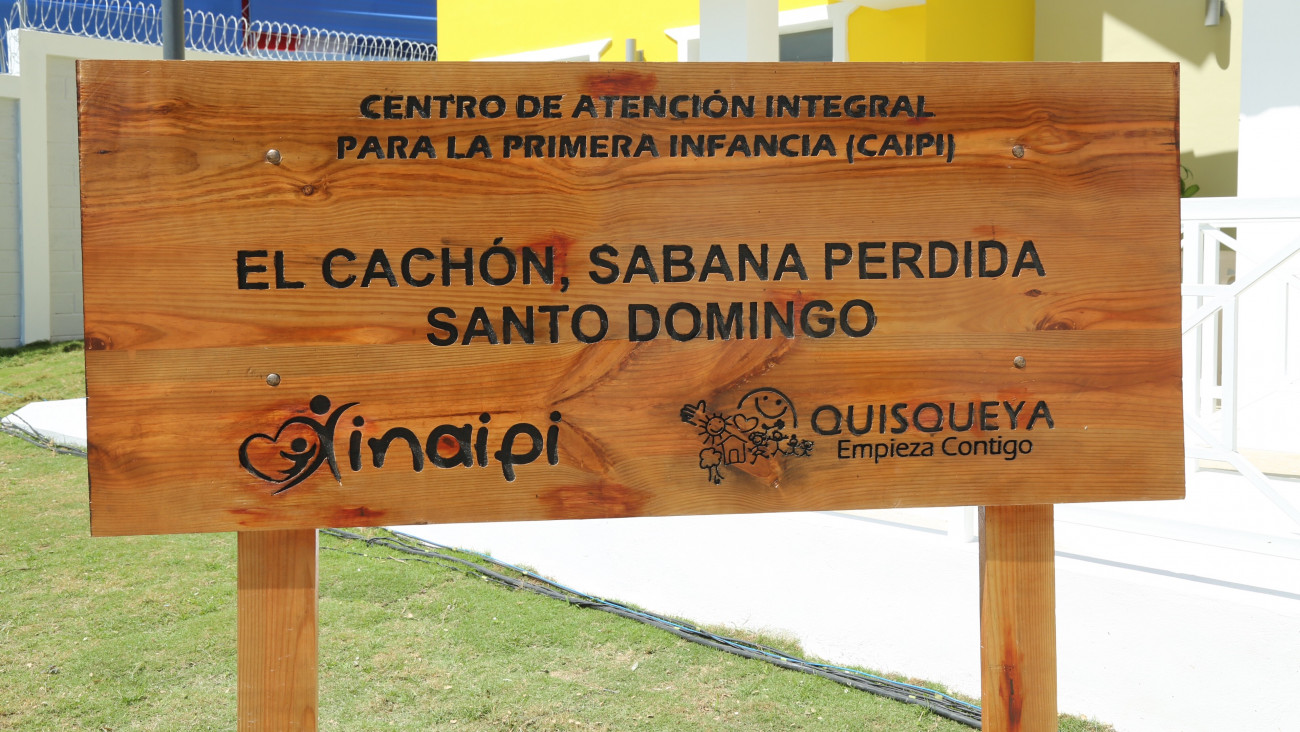 CENTRO DE ATENCIÓN INTEGRAL
PARA LA PRIMERA INFANCIA (CAIPI)
EL CACHÓN, SABANA PERDIDA
SANTO DOMINGO
inaipi
QUISQUEYA
Empieza Contigo